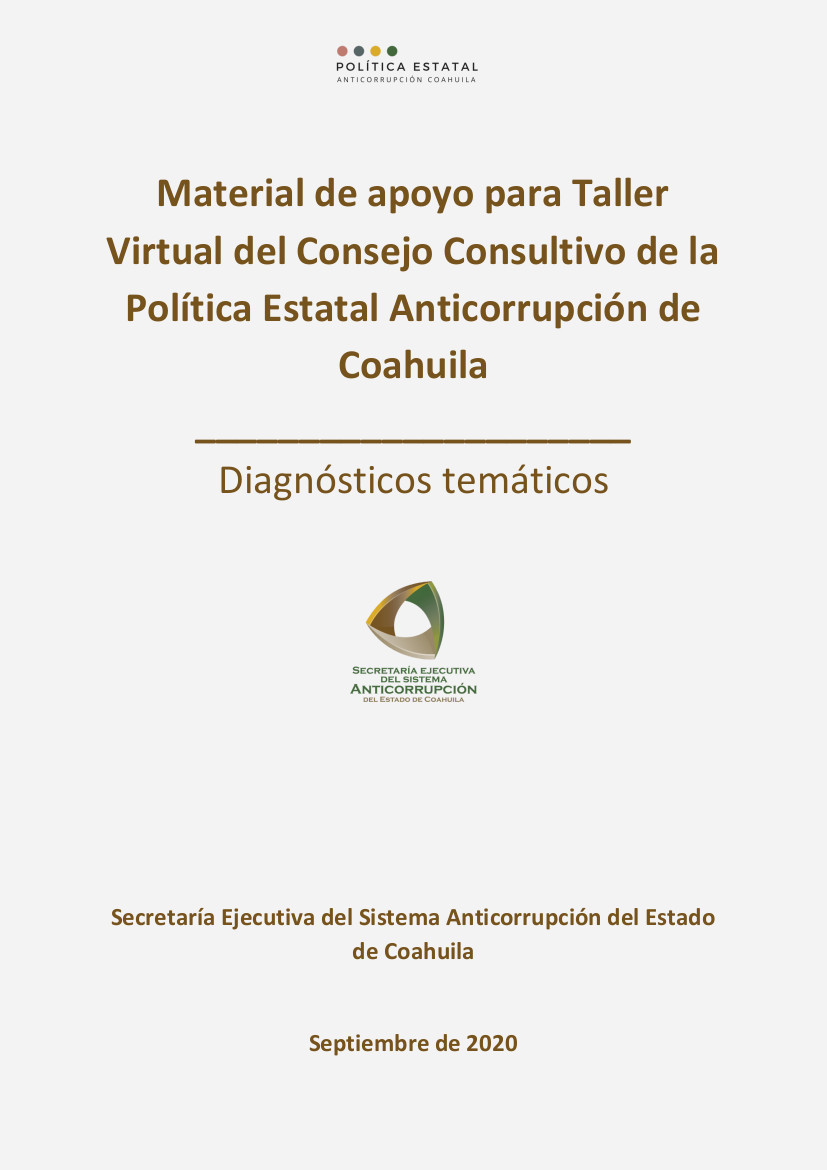 POLÍTICA ESTATAL
ANTICORRUPCIÓN COAHUILA
Material de apoyo para Taller
Virtual del Consejo Consultivo de la
Política Estatal Anticorrupción de
Coahuila
Diagnósticos temáticos
SECRETARÍA EJECUTIVA
DEL SISTEMA
ANTICORRUPCIÓN
DEL ESTADO DE COAHUILA
Secretaría Ejecutiva del Sistema Anticorrupción del Estado
de Coahuila
Septiembre de 2020